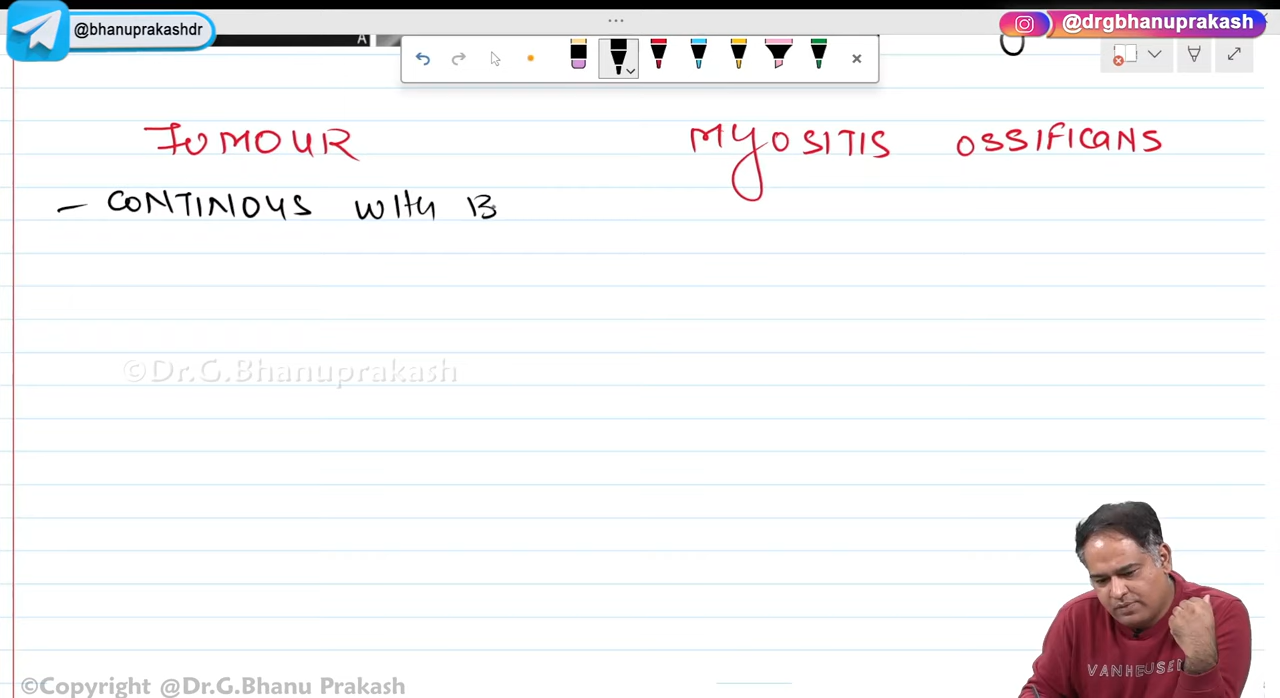 @bhanuprakashdr
@drgbhanuprakash
A
TUMOUR
MYOSITIS OSSIFICANS
- CONTINOUS with B
©Dr.G.Bhanuprakash
VANHEUSEN
©Copyright @Dr.G.Bhanu Prakash